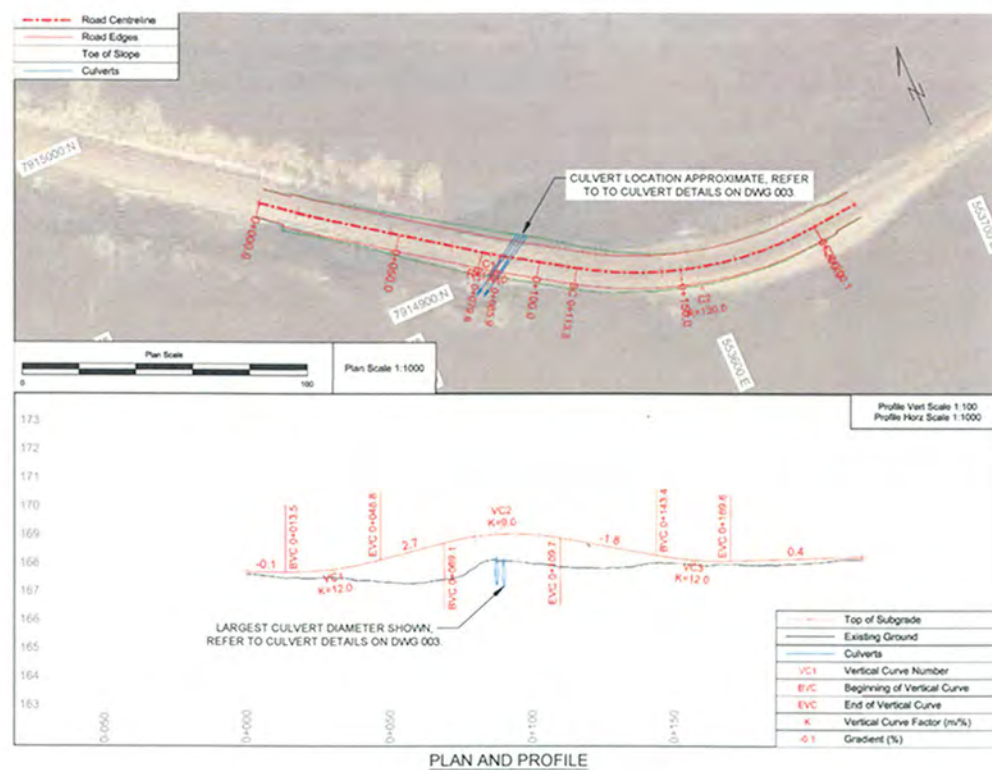 Road Centreline
Road Edges
Toe of Slope
Culverts
7915000 N
CULVERT LOCATION APPROXIMATE, REFER
TO TO CULVERT DETAILS ON DWG 003.
553700 E
0+000.0
0+050.0
7914900 N
0+100.0
0+150.0
C2
553600 E
Plan Scale
0
100
Plan Scale 1:1000
Profile Vert Scale 1:100
Profile Horz Scale 1:1000
173
172
171
170
169
168
167
166
165
164
163
-0.1
BVC 0+013.5
VC1
K=12.0
EVC 0+048.8
2.7
BVC 0+069.1
VC2
K=9.0
EVC 0+109.7
-1.8
BVC 0+143.4
VC3
K=12.0
EVC 0+169.6
0.4
LARGEST CULVERT DIAMETER SHOWN,
REFER TO CULVERT DETAILS ON DWG 003.
Top of Subgrade
Existing Ground
Culverts
VC1 Vertical Curve Number
BVC Beginning of Vertical Curve
EVC End of Vertical Curve
K Vertical Curve Factor (m/%)
-0.1 Gradient (%)
-0+050
0+000
0+050
0+100
0+150
PLAN AND PROFILE